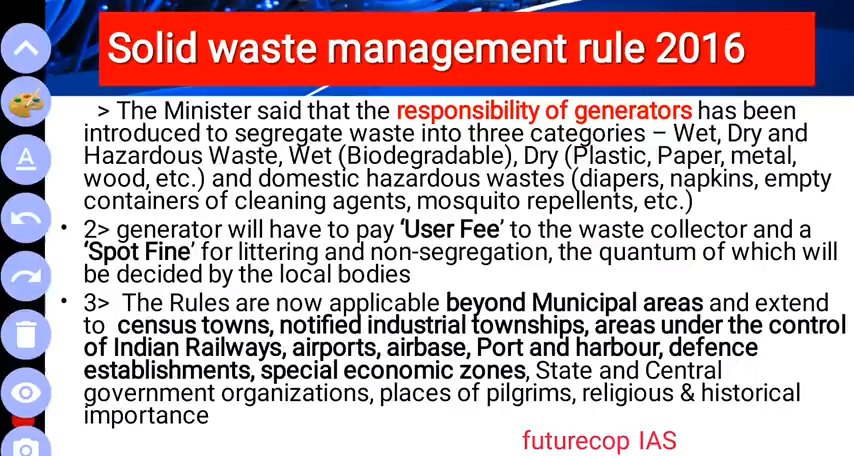 Solid waste management rule 2016
> The Minister said that the responsibility of generators has been
introduced to segregate waste into three categories – Wet, Dry and
Hazardous Waste, Wet (Biodegradable), Dry (Plastic, Paper, metal,
wood, etc.) and domestic hazardous wastes (diapers, napkins, empty
containers of cleaning agents, mosquito repellents, etc.)
• 2> generator will have to pay ‘User Fee’ to the waste collector and a
‘Spot Fine’ for littering and non-segregation, the quantum of which will
be decided by the local bodies
• 3> The Rules are now applicable beyond Municipal areas and extend
to census towns, notified industrial townships, areas under the control
of Indian Railways, airports, airbase, Port and harbour, defence
establishments, special economic zones, State and Central
government organizations, places of pilgrims, religious & historical
importance
futurecop IAS